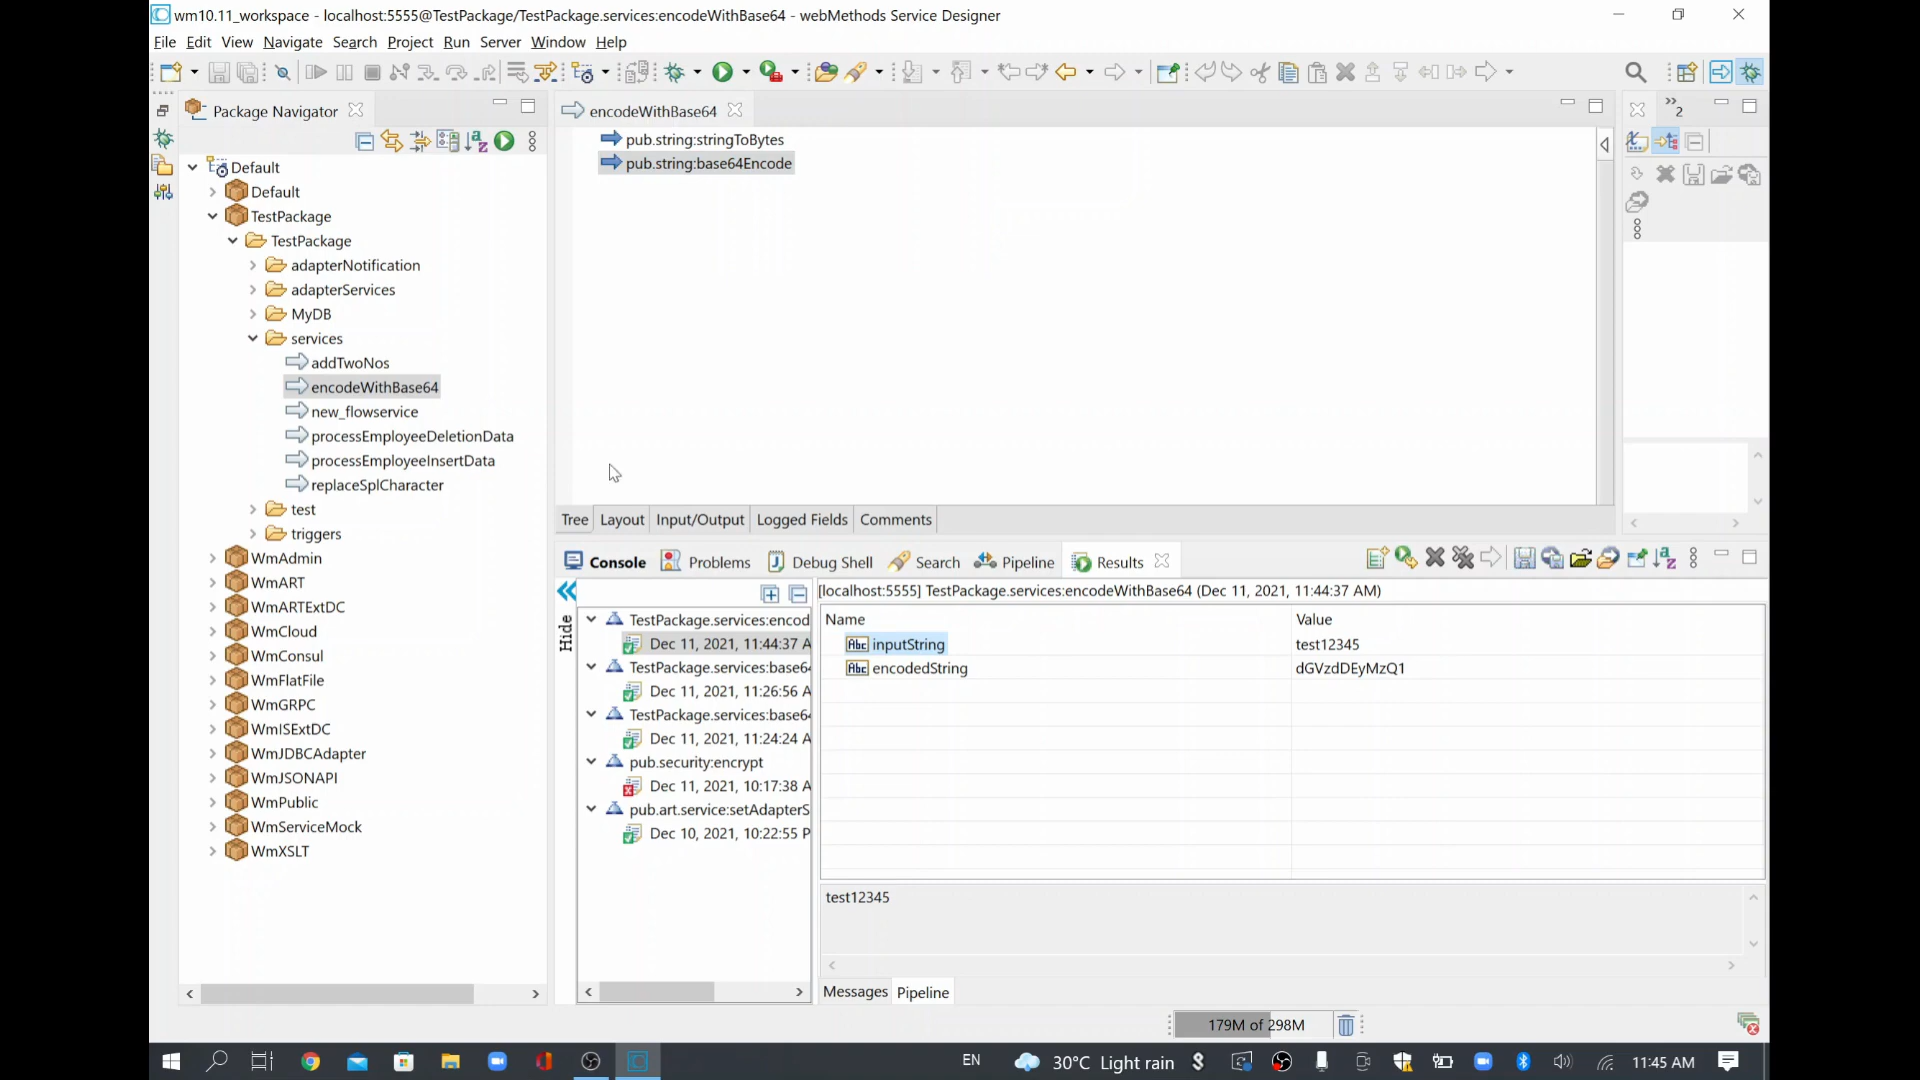 wm10.11_workspace - localhost:5555@TestPackage/TestPackage.services:encodeWithBase64 - webMethods Service Designer
File Edit View Navigate Search Project Run Server Window Help
Package Navigator
Default
Default
TestPackage
TestPackage
adapterNotification
adapterServices
MyDB
services
addTwoNos
encodeWithBase64
new_flowservice
processEmployeeDeletionData
processEmployeeInsertData
replaceSplCharacter
test
triggers
WmAdmin
WmART
WmARTExtDC
WmCloud
WmConsul
WmFlatFile
WmGRPC
WmISExtDC
WmJDBCAdapter
WmJSONAPI
WmPublic
WmServiceMock
WmXSLT
encodeWithBase64
pub.string:stringToBytes
pub.string:base64Encode
Tree Layout Input/Output Logged Fields Comments
2
Console Problems Debug Shell Search Pipeline Results
Hide
TestPackage.services:encod
Dec 11, 2021, 11:44:37 A
TestPackage.services:base64
Dec 11, 2021, 11:26:56 A
TestPackage.services:base64
Dec 11, 2021, 11:24:24 A
pub.security:encrypt
Dec 11, 2021, 10:17:38 A
pub.art.service:setAdapterS
Dec 10, 2021, 10:22:55 P
[localhost:5555] TestPackage.services:encodeWithBase64 (Dec 11, 2021, 11:44:37 AM)
Name Value
Abc inputString test12345
Abc encodedString dGVzdDEyMzQ1
test12345
Messages Pipeline
179M of 298M
EN 30°C Light rain 11:45 AM